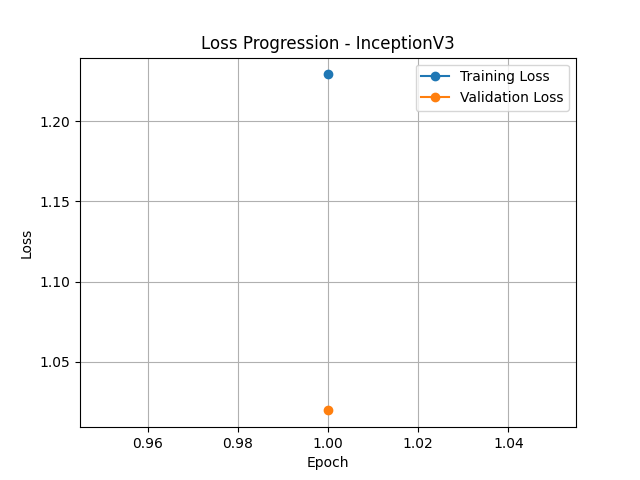 Loss Progression - InceptionV3
Training Loss
Validation Loss
1.20
1.15
1.10
1.05
Loss
0.96 0.98 1.00 1.02 1.04
Epoch